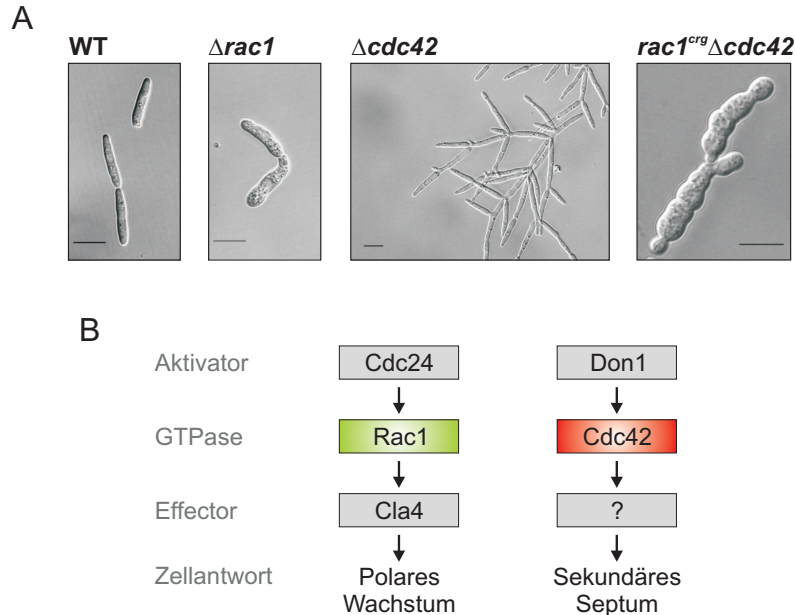 A
WT
Δrac1
Δcdc42
rac1crgΔcdc42
B
Aktivator
Cdc24
Don1
GTPase
Rac1
Cdc42
Effector
Cla4
?
Zellantwort
Polares
Wachstum
Sekundäres
Septum